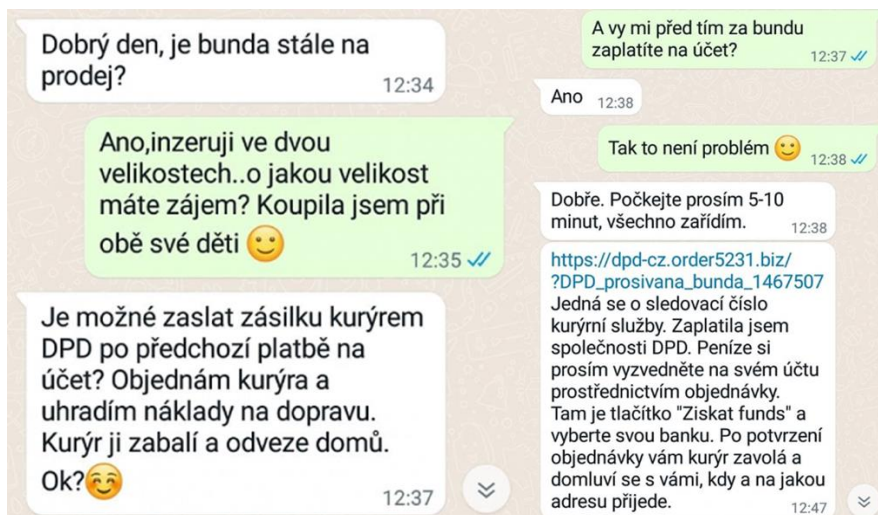 Dobrý den, je bunda stále na
prodej?
12:34
Ano,inzeruji ve dvou
velikostech..o jakou velikost
máte zájem? Koupila jsem při
obě své děti 🙂
12:35
Je možné zaslat zásilku kurýrem
DPD po předchozí platbě na
účet? Objednám kurýra a
uhradím náklady na dopravu.
Kurýr ji zabalí a odveze domů.
Ok?☺️
12:37
A vy mi před tím za bundu
zaplatíte na účet?
12:37
Ano 12:38
Tak to není problém 🙂 12:38
Dobře. Počkejte prosím 5-10
minut, všechno zařídím.
12:38
https://dpd-cz.order5231.biz/
?DPD_prosivana_bunda_1467507
Jedná se o sledovací číslo
kurýrní služby. Zaplatila jsem
společnosti DPD. Peníze si
prosím vyzvedněte na svém účtu
prostřednictvím objednávky.
Tam je tlačítko "Ziskat funds" a
vyberte svou banku. Po potvrzení
objednávky vám kurýr zavolá a
domluví se s vámi, kdy a na jakou
adresu přijede.
12:47